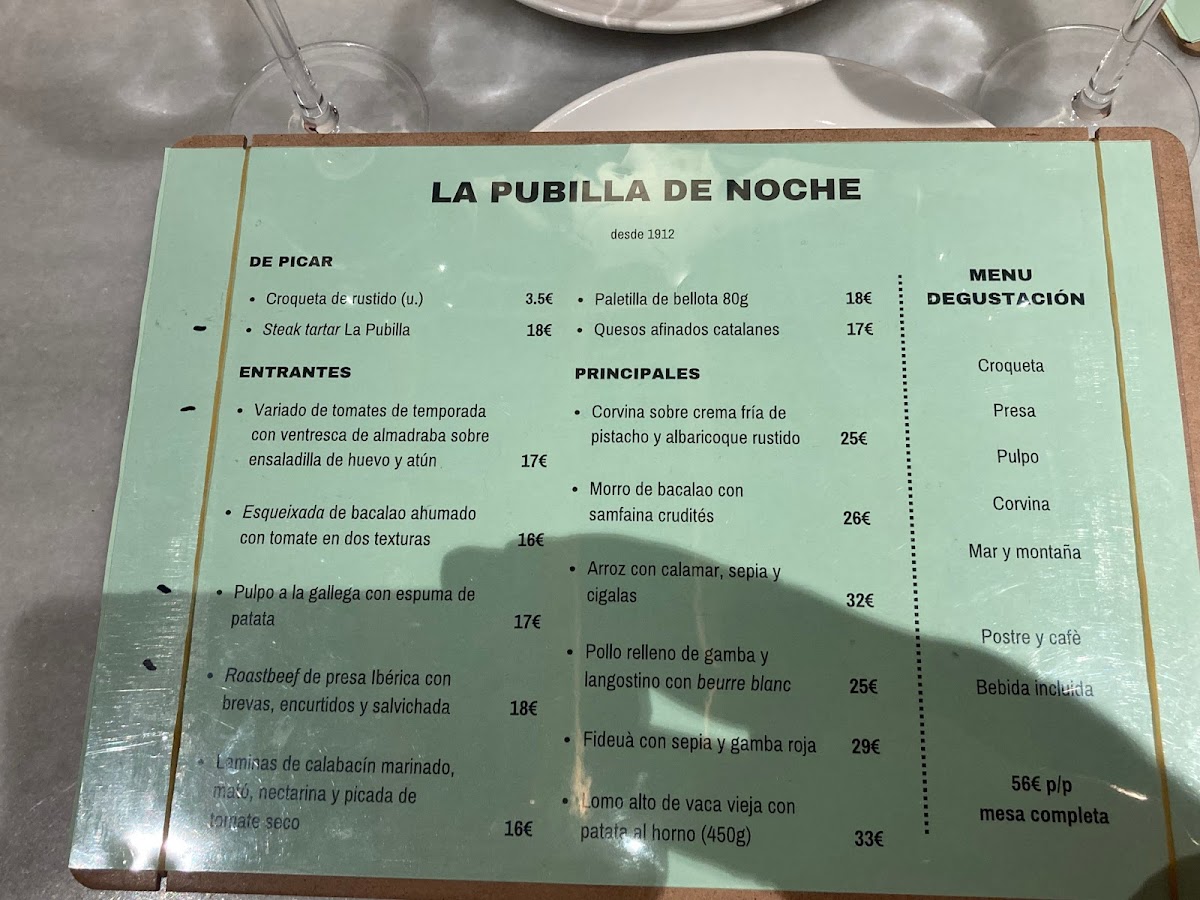 LA PUBILLA DE NOCHE
desde 1912
DE PICAR
• Croqueta de rustido (u.) 3.5€
• Steak tartar La Pubilla 18€
• Paletilla de bellota 80g 18€
• Quesos afinados catalanes 17€
ENTRANTES
• Variado de tomates de temporada
con ventresca de almadraba sobre
ensaladilla de huevo y atún 17€
• Esqueixada de bacalao ahumado
con tomate en dos texturas 16€
• Pulpo a la gallega con espuma de
patata 17€
• Roastbeef de presa Ibérica con
brevas, encurtidos y salvichada 18€
• Laminas de calabacín marinado,
mató, nectarina y picada de
tomate seco 16€
PRINCIPALES
• Corvina sobre crema fría de
pistacho y albaricoque rustido 25€
• Morro de bacalao con
samfaina crudités 26€
• Arroz con calamar, sepia y
cigalas 32€
• Pollo relleno de gamba y
langostino con beurre blanc 25€
• Fideuà con sepia y gamba roja 29€
• Lomo alto de vaca vieja con
patata al horno (450g) 33€
MENU
DEGUSTACIÓN
Croqueta
Presa
Pulpo
Corvina
Mar y montaña
Postre y cafè
Bebida incluida
56€ p/p
mesa completa